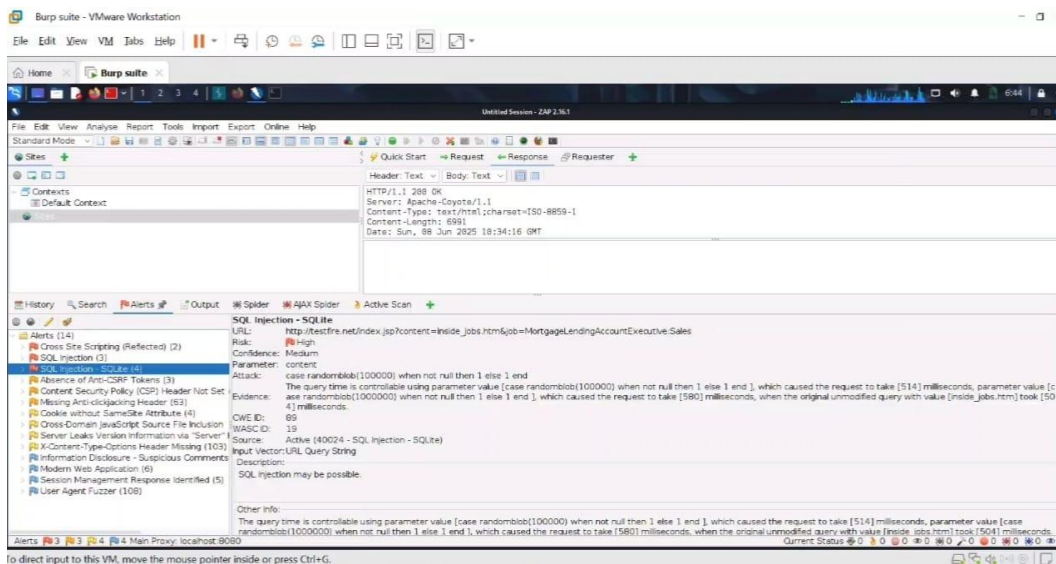 Burp suite - VMware Workstation
File Edit View VM Tabs Help
Home
Burp suite
1 2 3 4
6:44
Untitled Session - ZAP 2.16.1
File Edit View Analyse Report Tools Import Export Online Help
Standard Mode
Sites
Quick Start Request Response Requester
Header: Text Body: Text
Contexts
Default Context
Sites
HTTP/1.1 200 OK
Server: Apache-Coyote/1.1
Content-Type: text/html;charset=ISO-8859-1
Content-Length: 6991
Date: Sun, 08 Jun 2025 10:34:16 GMT
History Search Alerts Output Spider AJAX Spider Active Scan
Alerts (14)
Cross Site Scripting (Reflected) (2)
SQL Injection (3)
SQL Injection - SQLite (4)
Absence of Anti-CSRF Tokens (3)
Content Security Policy (CSP) Header Not Set
Missing Anti-clickjacking Header (63)
Cookie without SameSite Attribute (4)
Cross-Domain JavaScript Source File Inclusion
Server Leaks Version Information via "Server"
X-Content-Type-Options Header Missing (103)
Information Disclosure - Suspicious Comments
Modern Web Application (6)
Session Management Response Identified (5)
User Agent Fuzzer (108)
SQL Injection - SQLite
URL: http://testfire.net/index.jsp?content=inside_jobs.htm&job=MortgageLendingAccountExecutive:Sales
Risk: High
Confidence: Medium
Parameter: content
Attack: case randomblob(100000) when not null then 1 else 1 end
The query time is controllable using parameter value [case randomblob(100000) when not null then 1 else 1 end ], which caused the request to take [514] milliseconds, parameter value [c
Evidence: ase randomblob(1000000) when not null then 1 else 1 end ], which caused the request to take [580] milliseconds, when the original unmodified query with value [inside_jobs.htm] took [50
4] milliseconds.
CWE ID: 89
WASC ID: 19
Source: Active (40024 - SQL Injection - SQLite)
Input Vector: URL Query String
Description:
SQL injection may be possible.
Other Info:
The query time is controllable using parameter value [case randomblob(100000) when not null then 1 else 1 end ], which caused the request to take [514] milliseconds, parameter value [case
randomblob(1000000) when not null then 1 else 1 end ], which caused the request to take [580] milliseconds, when the original unmodified query with value [inside_jobs.htm] took [504] milliseconds.
Alerts 3 3 4 4 Main Proxy: localhost:8080
Current Status 0 0 0 0 0 0 0 0 0
To direct input to this VM, move the mouse pointer inside or press Ctrl+G.